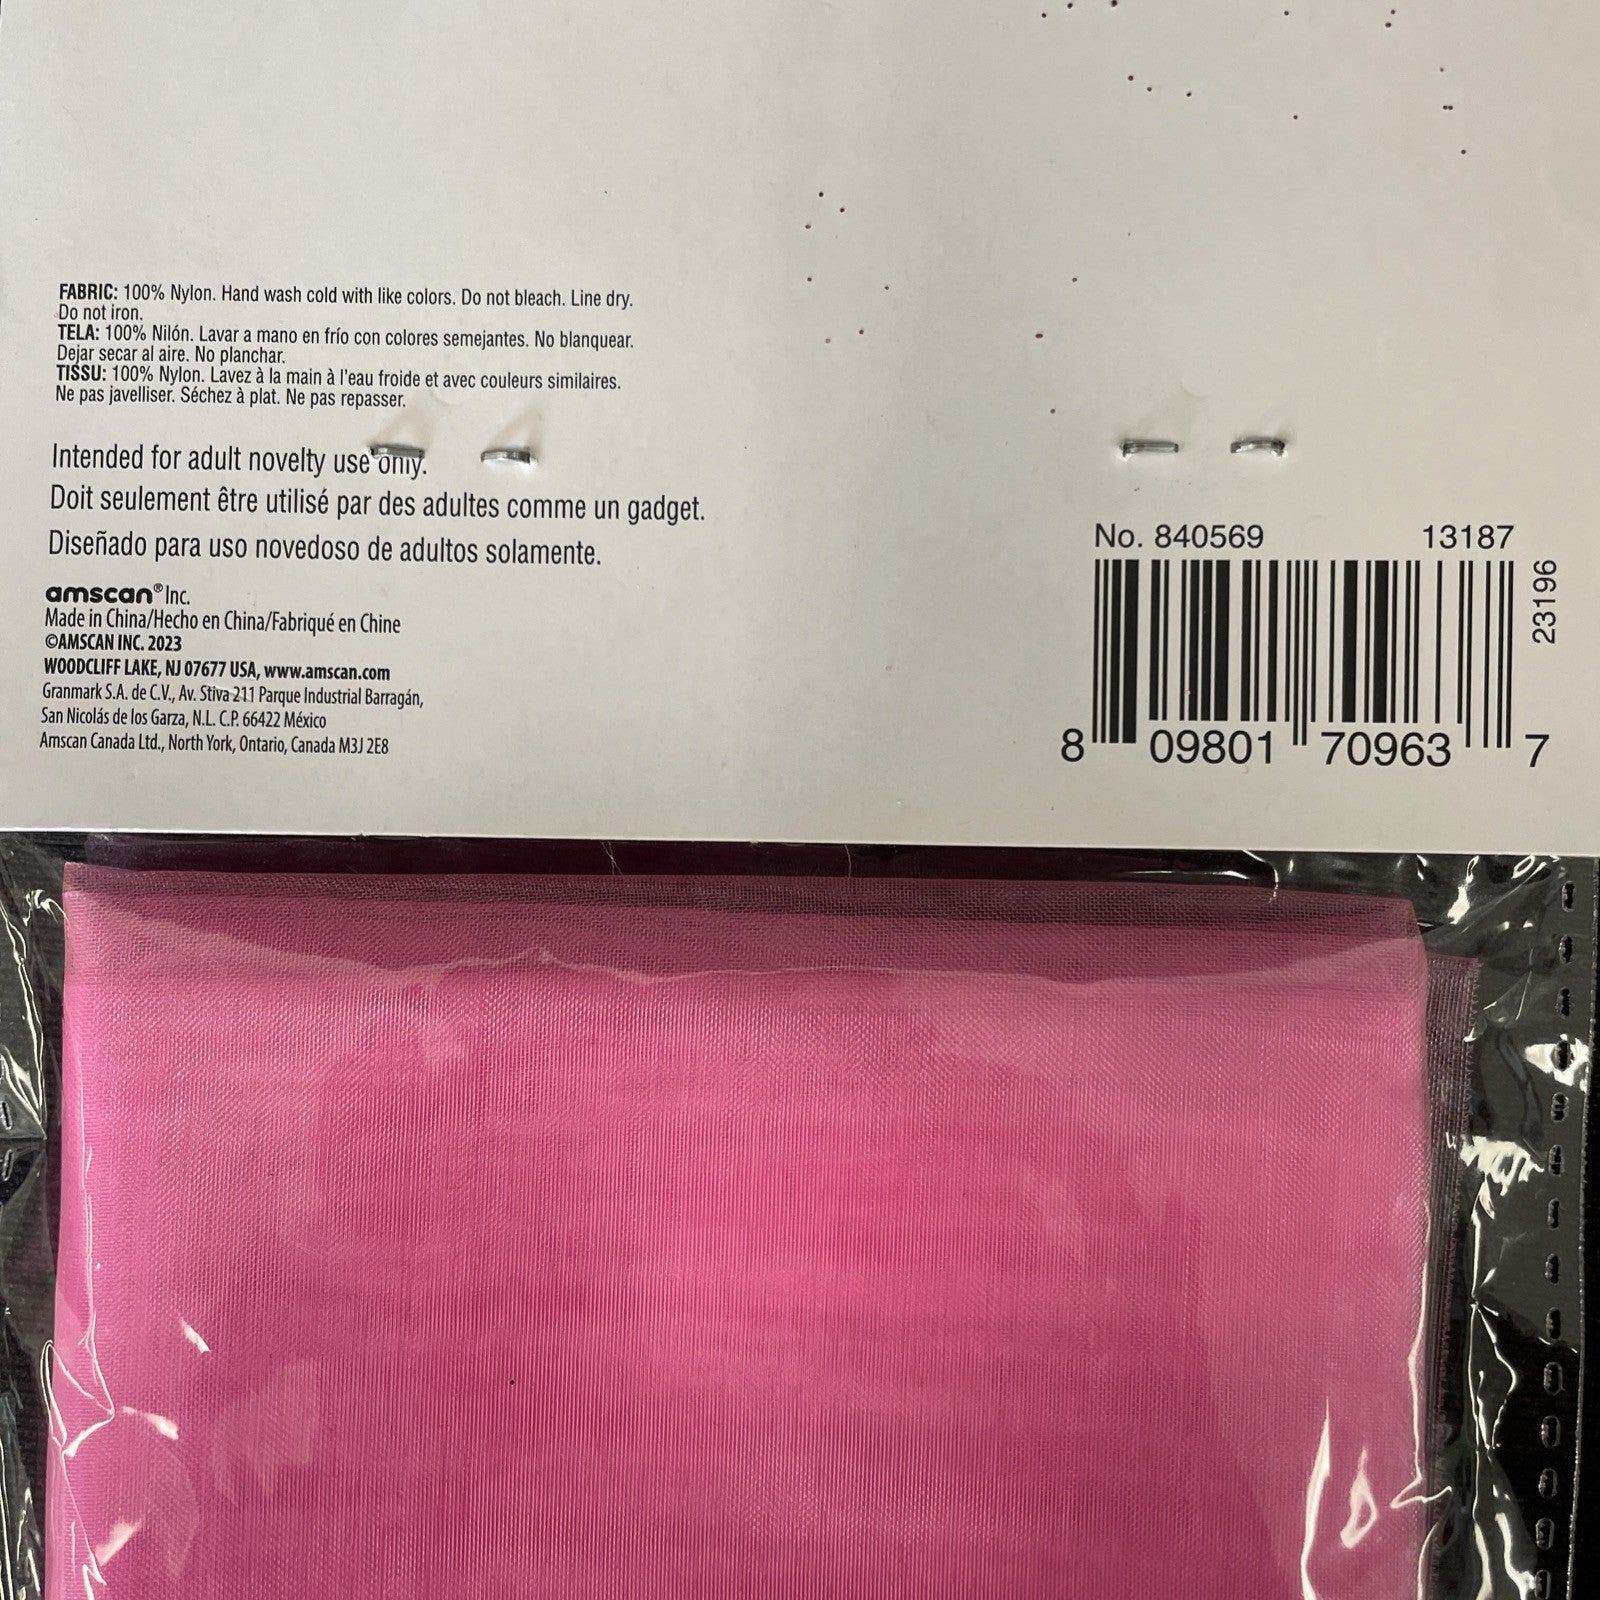 FABRIC: 100% Nylon. Hand wash cold with like colors. Do not bleach. Line dry.
Do not iron.
TELA: 100% Nilón. Lavar a mano en frío con colores semejantes. No blanquear.
Dejar secar al aire. No planchar.
TISSU: 100% Nylon. Lavez à la main à l'eau froide et avec couleurs similaires.
Ne pas javelliser. Séchez à plat. Ne pas repasser.
Intended for adult novelty use only.
Doit seulement être utilisé par des adultes comme un gadget.
Diseñado para uso novedoso de adultos solamente.
amscan® Inc.
Made in China/Hecho en China/Fabriqué en Chine
©AMSCAN INC. 2023
WOODCLIFF LAKE, NJ 07677 USA, www.amscan.com
Granmark S.A. de C.V., Av. Stiva 211 Parque Industrial Barragán,
San Nicolás de los Garza, N.L. C.P. 66422 México
Amscan Canada Ltd., North York, Ontario, Canada M3J 2E8
No. 840569 13187
23196
8 09801 70963 7